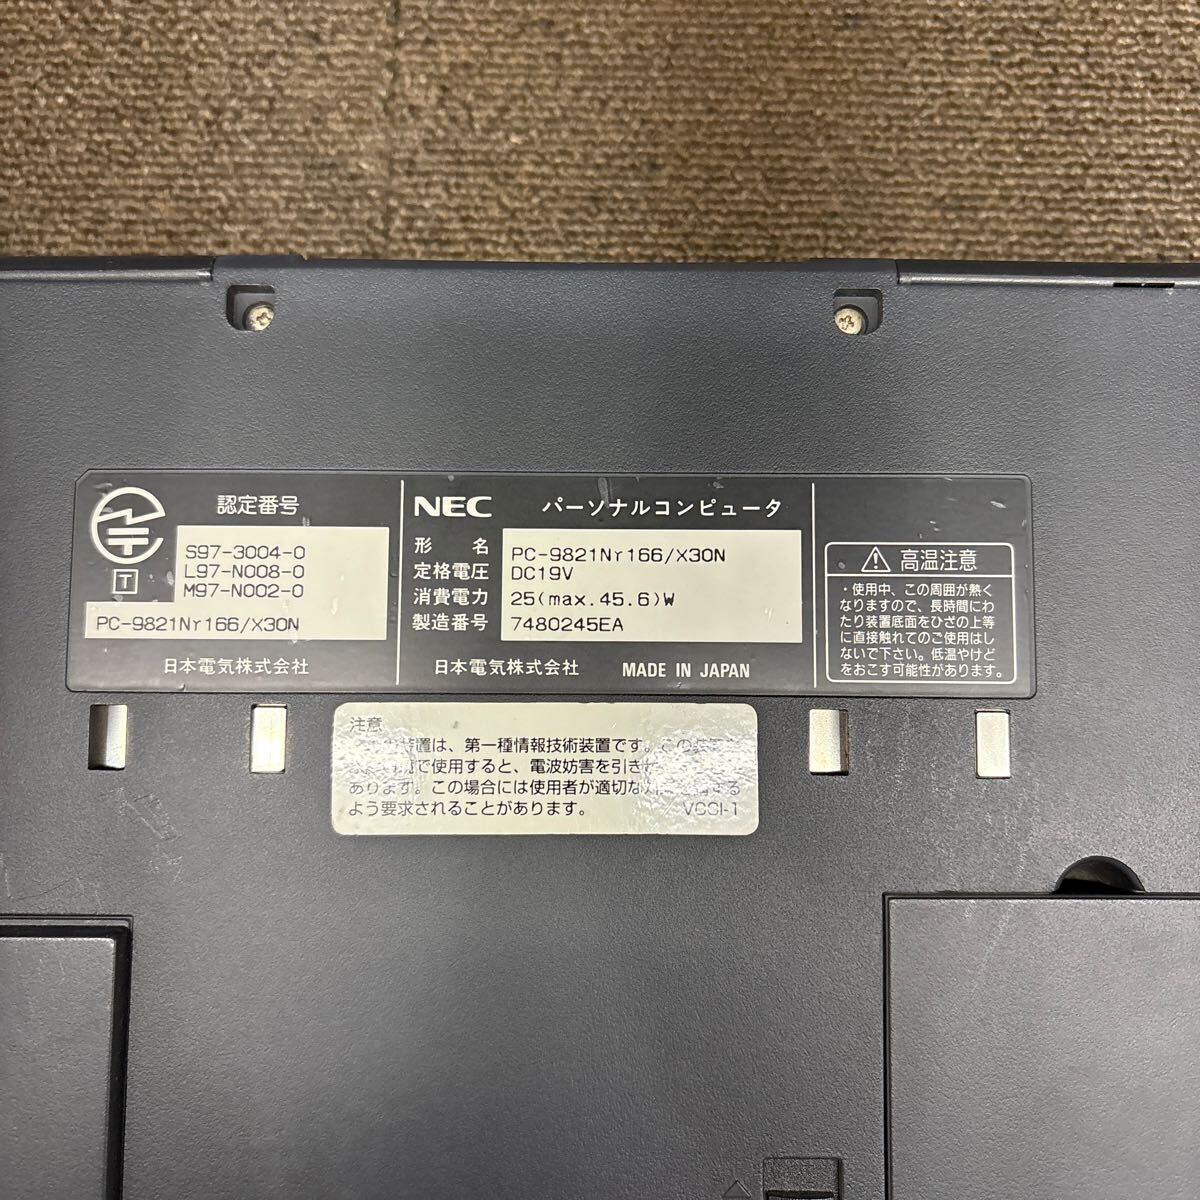 認定番号
S97-3004-0
L97-N008-0
M97-N002-0
T
PC-9821Nr166/X30N
日本電気株式会社
NEC パーソナルコンピュータ
形名 PC-9821Nr166/X30N
定格電圧 DC19V
消費電力 25(max.45.6)W
製造番号 7480245EA
日本電気株式会社 MADE IN JAPAN
高温注意
・使用中、この周囲が熱く
なりますので、長時間にわ
たり装置底面をひざの上等
に直接触れてのご使用はし
ないで下さい。低温やけど
をおこす可能性があります。
注意
装置は、第一種情報技術装置です。この装置
で使用すると、電波妨害を引き
あります。この場合には使用者が適切な
よう要求されることがあります。 VCCI-1